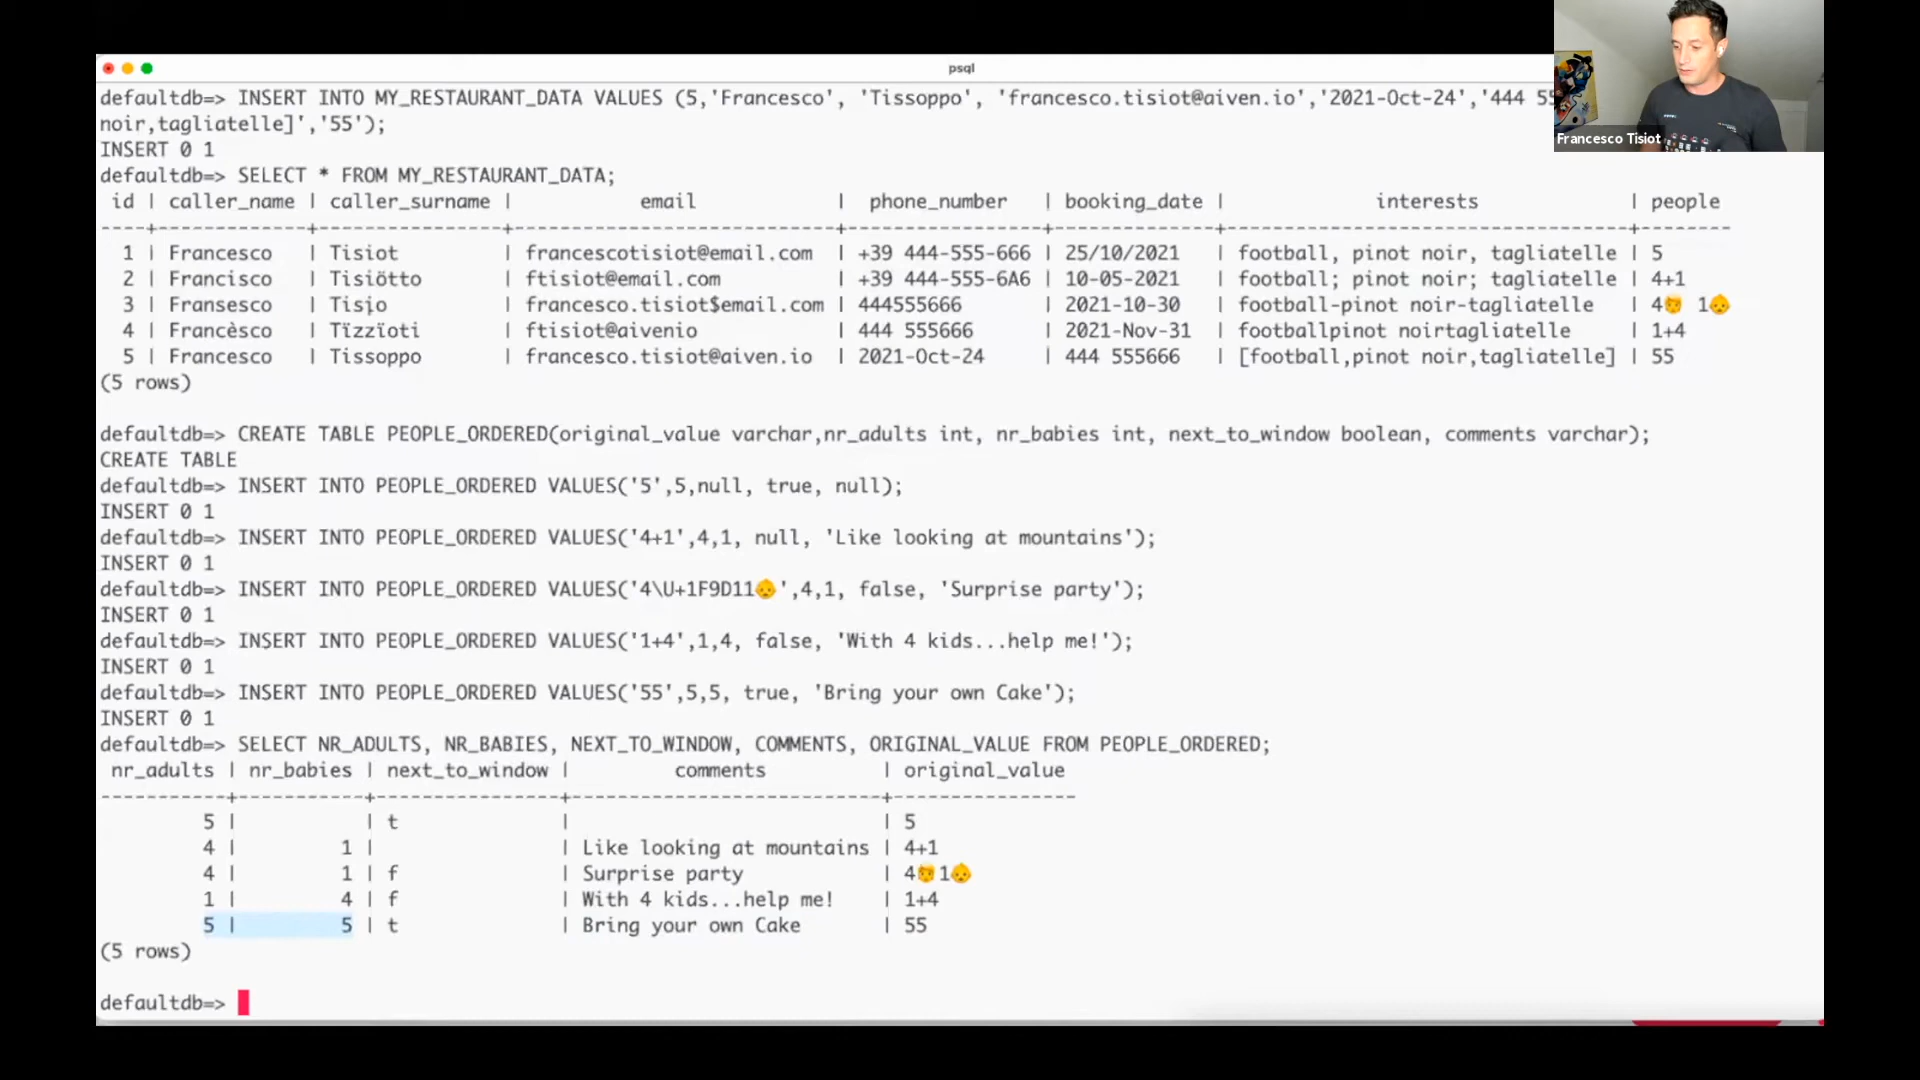 psql
Francesco Tisiot
defaultdb=> INSERT INTO MY_RESTAURANT_DATA VALUES (5,'Francesco', 'Tissoppo', 'francesco.tisiot@aiven.io','2021-Oct-24','444 55
noir,tagliatelle]','55');
INSERT 0 1
defaultdb=> SELECT * FROM MY_RESTAURANT_DATA;
id | caller_name | caller_surname | email | phone_number | booking_date | interests | people
----+-------------+----------------+----------------------------+-----------------+--------------+-----------------------------------+--------
1 | Francesco | Tisiot | francescotisiot@email.com | +39 444-555-666 | 25/10/2021 | football, pinot noir, tagliatelle | 5
2 | Francisco | Tisiötto | ftisiot@email.com | +39 444-555-6A6 | 10-05-2021 | football; pinot noir; tagliatelle | 4+1
3 | Fransesco | Tisįo | francesco.tisiot$email.com | 444555666 | 2021-10-30 | football-pinot noir-tagliatelle | 4🧑 1👶
4 | Francèsco | Tïzzïoti | ftisiot@aivenio | 444 555666 | 2021-Nov-31 | footballpinot noirtagliatelle | 1+4
5 | Francesco | Tissoppo | francesco.tisiot@aiven.io | 2021-Oct-24 | 444 555666 | [football,pinot noir,tagliatelle] | 55
(5 rows)
defaultdb=> CREATE TABLE PEOPLE_ORDERED(original_value varchar,nr_adults int, nr_babies int, next_to_window boolean, comments varchar);
CREATE TABLE
defaultdb=> INSERT INTO PEOPLE_ORDERED VALUES('5',5,null, true, null);
INSERT 0 1
defaultdb=> INSERT INTO PEOPLE_ORDERED VALUES('4+1',4,1, null, 'Like looking at mountains');
INSERT 0 1
defaultdb=> INSERT INTO PEOPLE_ORDERED VALUES('4\U+1F9D11👶',4,1, false, 'Surprise party');
INSERT 0 1
defaultdb=> INSERT INTO PEOPLE_ORDERED VALUES('1+4',1,4, false, 'With 4 kids...help me!');
INSERT 0 1
defaultdb=> INSERT INTO PEOPLE_ORDERED VALUES('55',5,5, true, 'Bring your own Cake');
INSERT 0 1
defaultdb=> SELECT NR_ADULTS, NR_BABIES, NEXT_TO_WINDOW, COMMENTS, ORIGINAL_VALUE FROM PEOPLE_ORDERED;
nr_adults | nr_babies | next_to_window | comments | original_value
-----------+-----------+----------------+---------------------------+----------------
5 | | t | | 5
4 | 1 | | Like looking at mountains | 4+1
4 | 1 | f | Surprise party | 4🧑1👶
1 | 4 | f | With 4 kids...help me! | 1+4
5 | 5 | t | Bring your own Cake | 55
(5 rows)
defaultdb=>